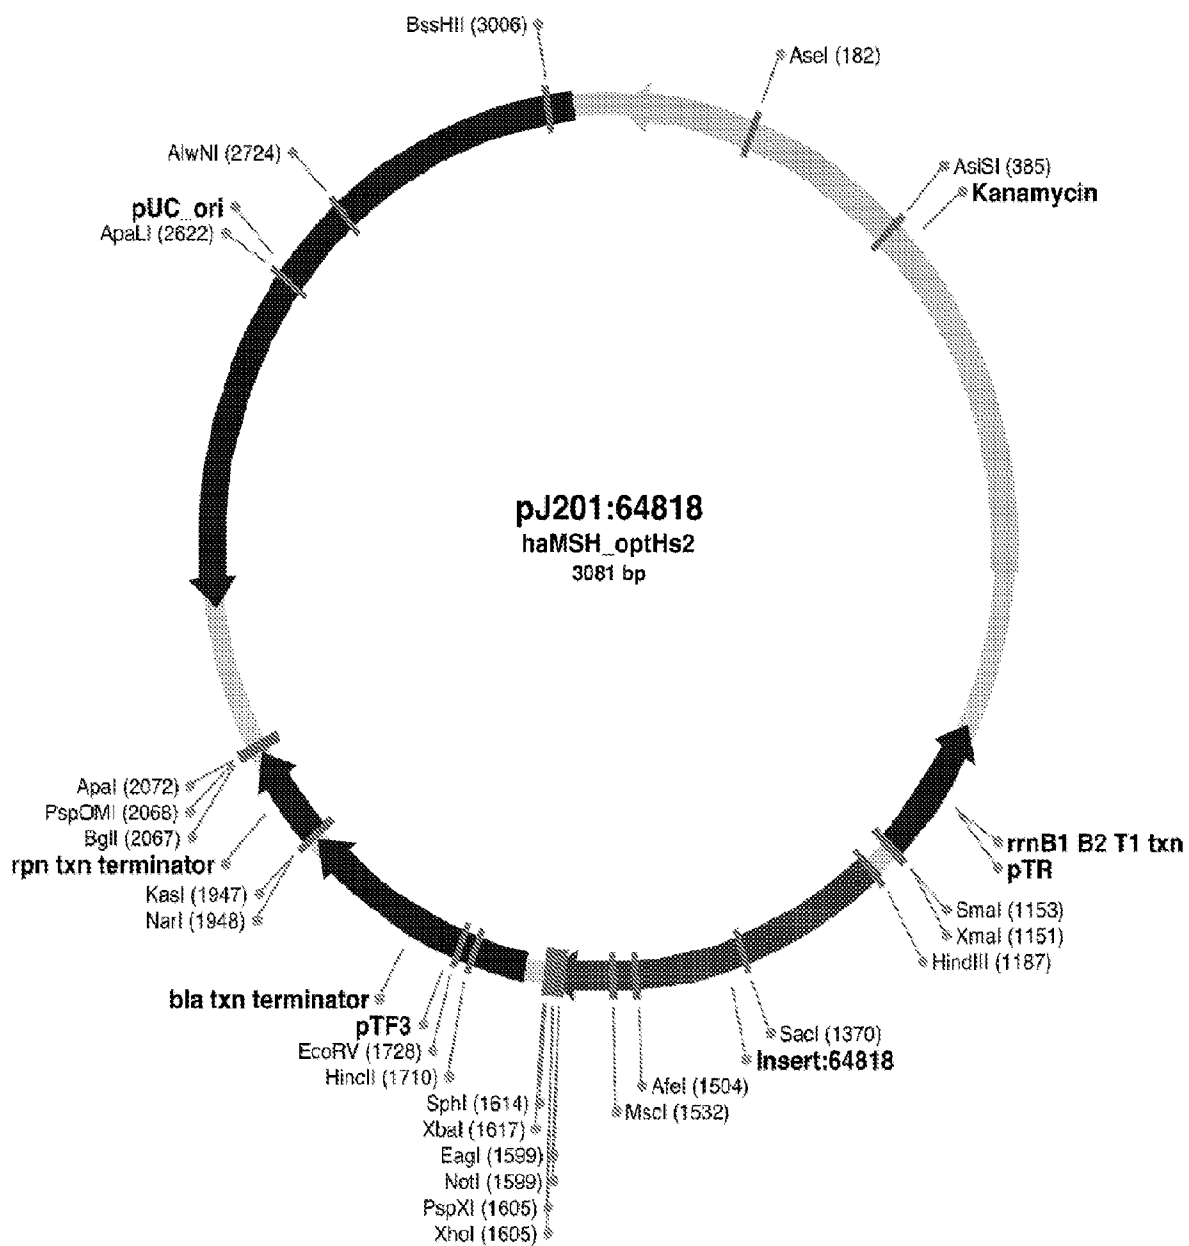 BssHII (3006)
AseI (182)
AlwNI (2724)
AsiSI (385)
Kanamycin
pUC_ori
ApaLI (2622)
pJ201:64818
haMSH_optHs2
3081 bp
ApaI (2072)
PspOMI (2068)
BglI (2067)
rpn txn terminator
KasI (1947)
NarI (1948)
rrnB1 B2 T1 txn
pTR
SmaI (1153)
XmaI (1151)
HindIII (1187)
bla txn terminator
pTF3
EcoRV (1728)
HincII (1710)
SacI (1370)
Insert:64818
SphI (1614)
XbaI (1617)
EagI (1599)
NotI (1599)
PspXI (1605)
XhoI (1605)
AfeI (1504)
MscI (1532)